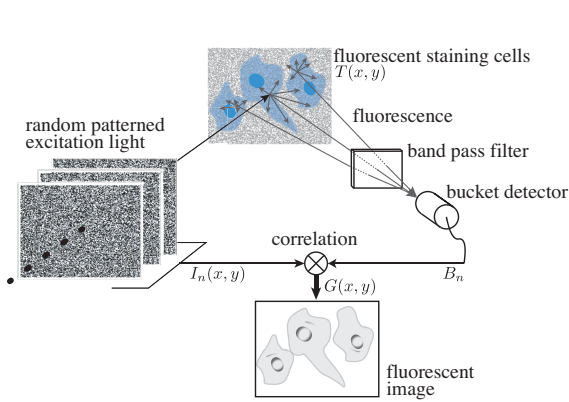 fluorescent staining cells
T(x, y)
fluorescence
random patterned
excitation light
band pass filter
bucket detector
correlation
I_n(x, y)
B_n
G(x, y)
fluorescent
image